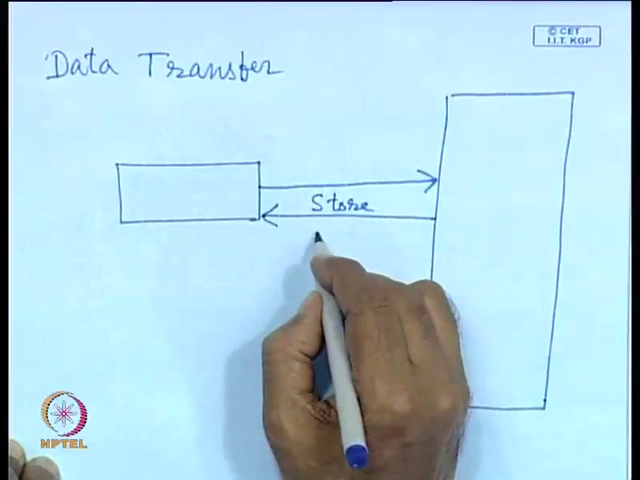 © CET
I.I.T. KGP
Data Transfer
Store
NPTEL